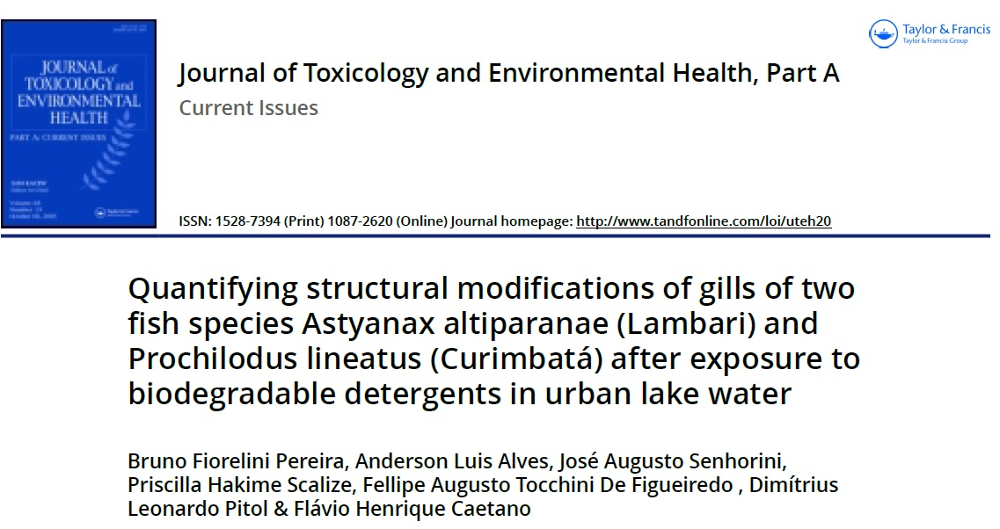 JOURNAL of
TOXICOLOGY and
ENVIRONMENTAL
HEALTH
PART A: CURRENT ISSUES
Taylor & Francis
Taylor & Francis Group
Journal of Toxicology and Environmental Health, Part A
Current Issues
ISSN: 1528-7394 (Print) 1087-2620 (Online) Journal homepage: http://www.tandfonline.com/loi/uteh20
Quantifying structural modifications of gills of two
fish species Astyanax altiparanae (Lambari) and
Prochilodus lineatus (Curimbatá) after exposure to
biodegradable detergents in urban lake water
Bruno Fiorelini Pereira, Anderson Luis Alves, José Augusto Senhorini,
Priscilla Hakime Scalize, Fellipe Augusto Tocchini De Figueiredo , Dimítrius
Leonardo Pitol & Flávio Henrique Caetano